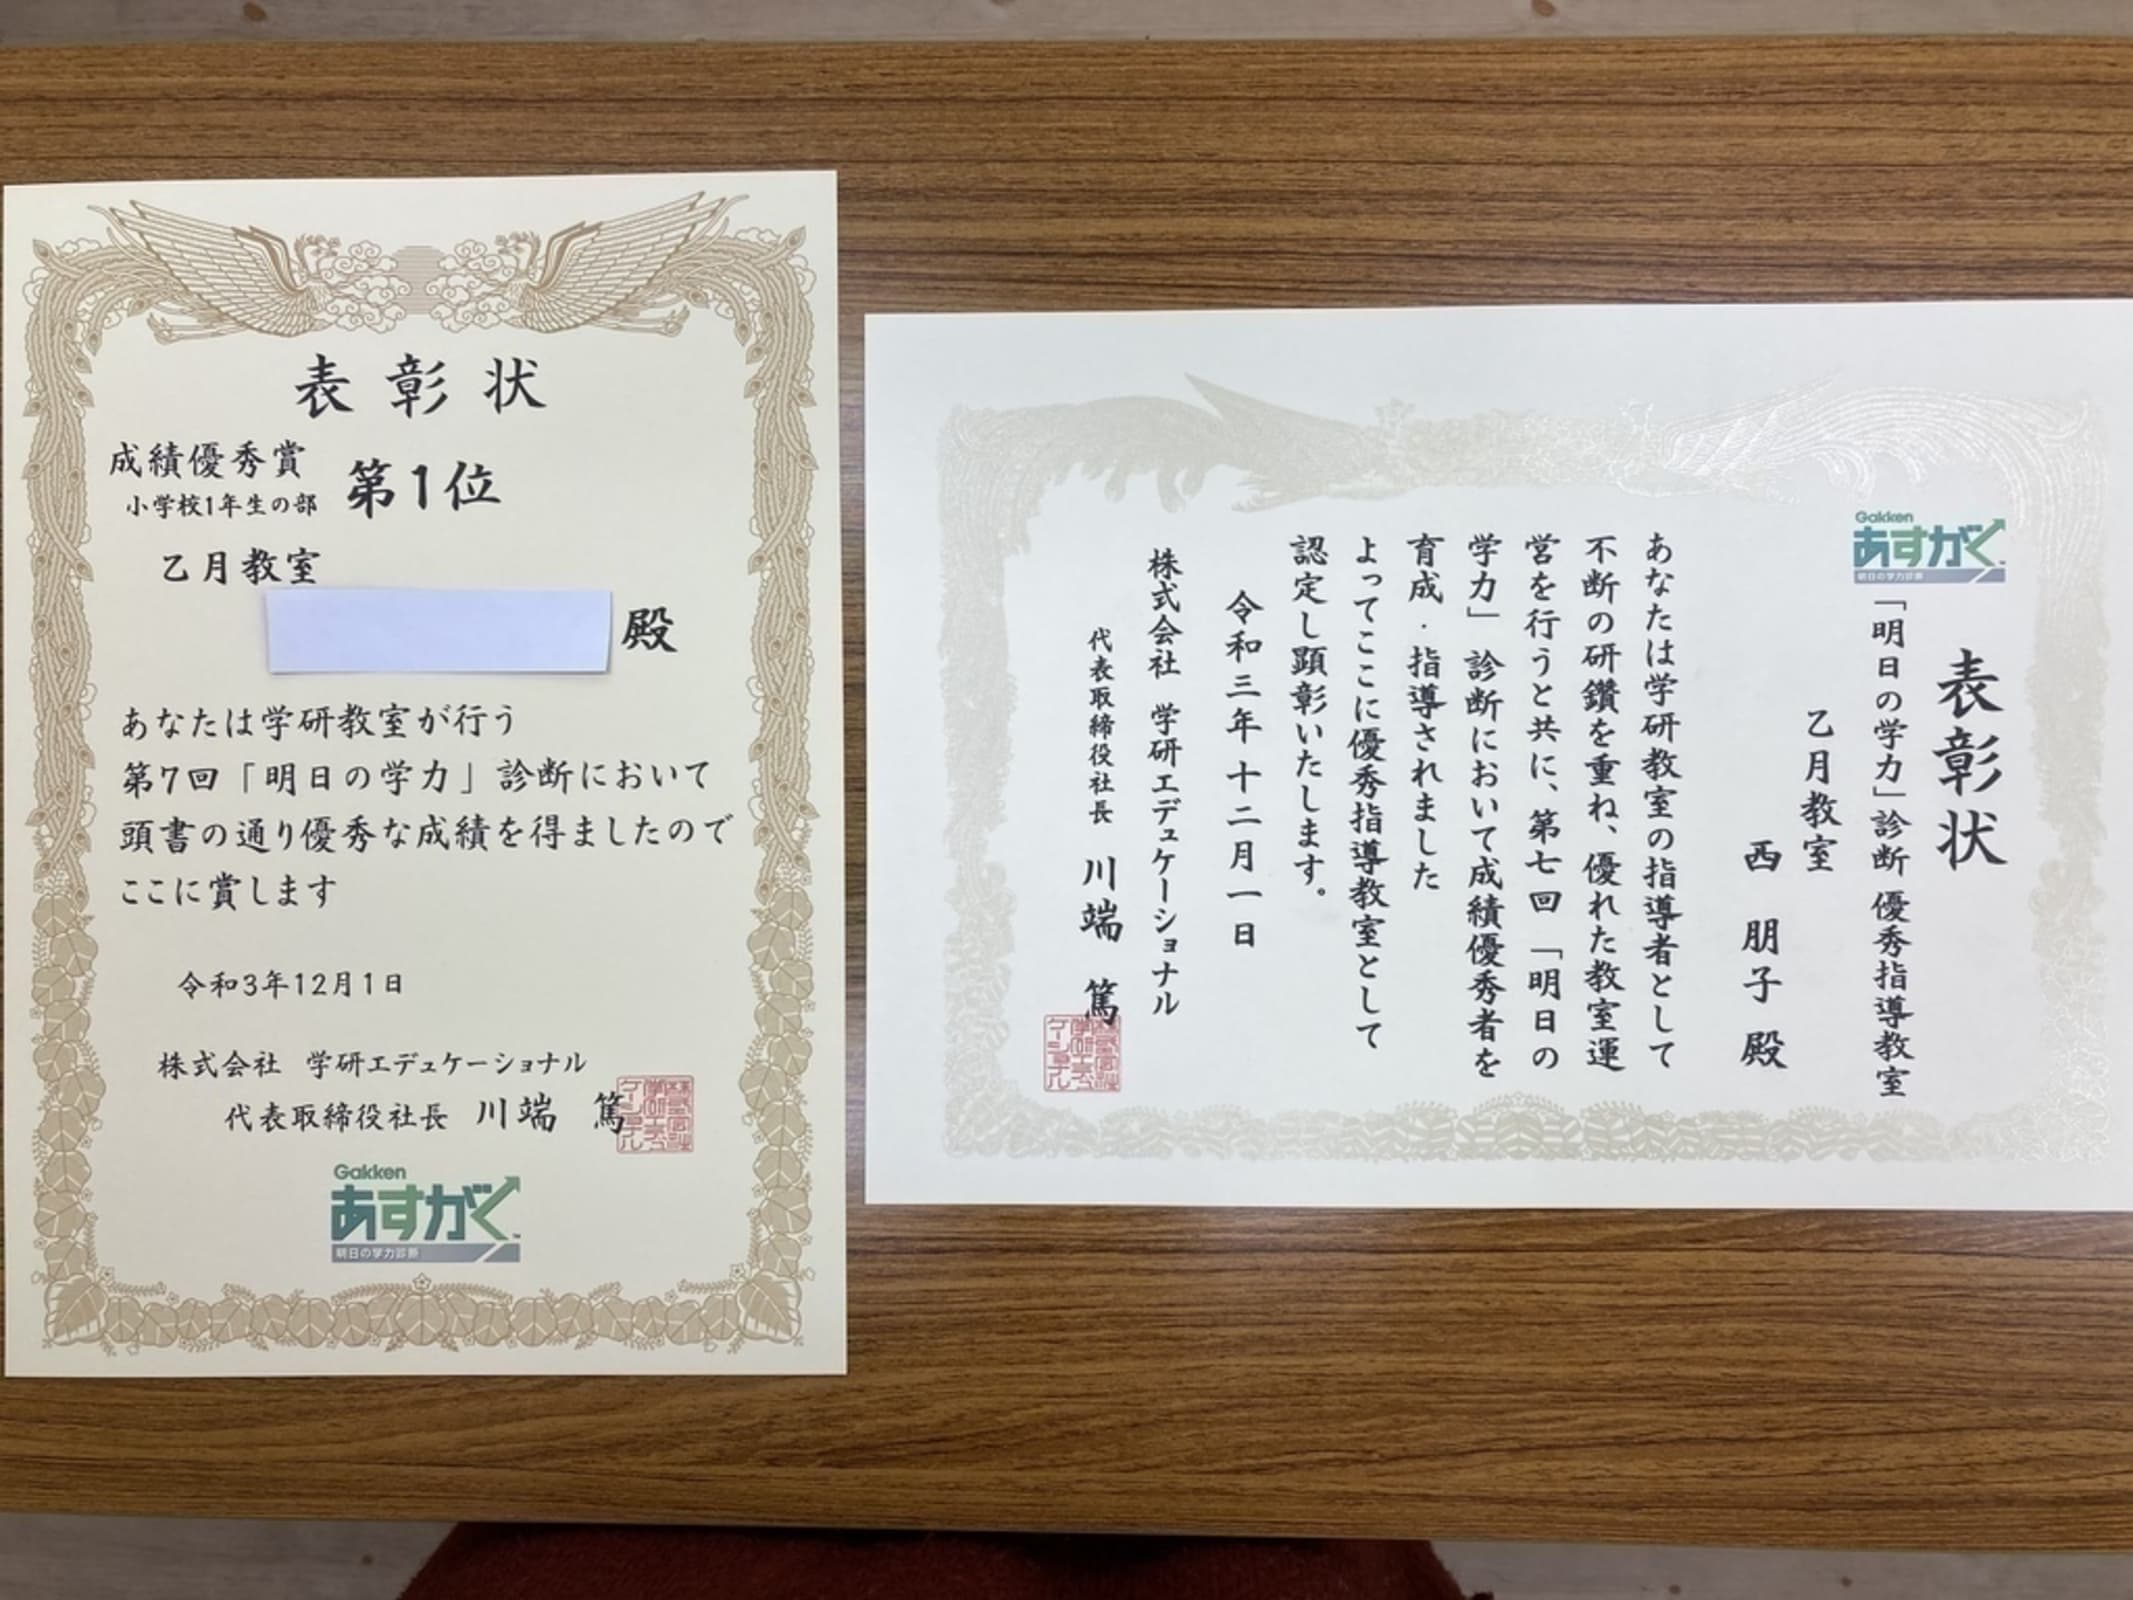 表彰状
成績優秀賞
小学校1年生の部
第1位
乙月教室
殿
あなたは学研教室が行う
第7回「明日の学力」診断において
頭書の通り優秀な成績を得ましたので
ここに賞します
令和3年12月1日
株式会社 学研エデュケーショナル
代表取締役社長 川端 篤
Gakken
あすがく
明日の学力診断
Gakken
あすがく
明日の学力診断
表彰状
「明日の学力」診断 優秀指導教室
乙月教室
西 朋子 殿
あなたは学研教室の指導者として
不断の研鑽を重ね、優れた教室運
営を行うと共に、第七回「明日の
学力」診断において成績優秀者を
育成・指導されました
よってここに優秀指導教室として
認定し顕彰いたします。
令和三年十二月一日
株式会社 学研エデュケーショナル
代表取締役社長 川端 篤